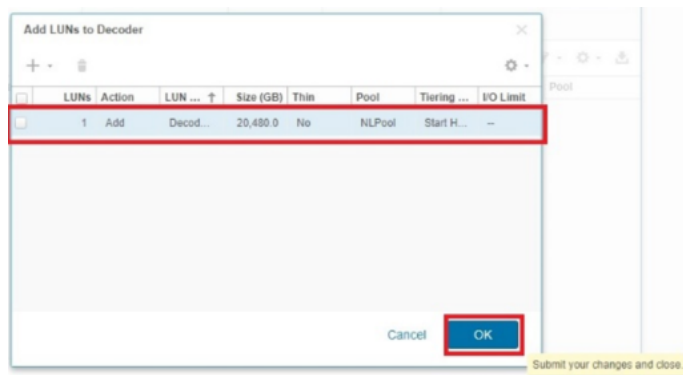 Add LUNs to Decoder
Pool
LUNs Action LUN ... ↑ Size (GB) Thin Pool Tiering ... I/O Limit
1 Add Decod... 20,480.0 No NLPool Start H... --
Cancel OK
Submit your changes and close.